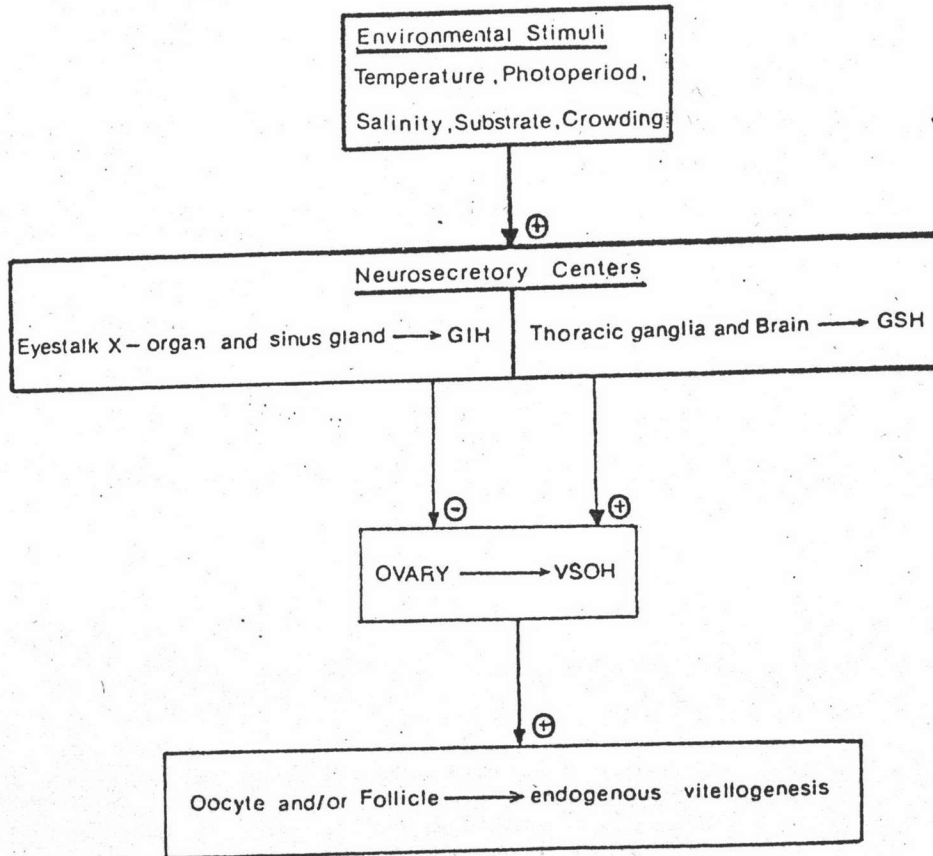 Environmental Stimuli
Temperature, Photoperiod,
Salinity, Substrate, Crowding
⊕
Neurosecretory Centers
Eyestalk X-organ and sinus gland → GIH
Thoracic ganglia and Brain → GSH
⊖ ⊕
OVARY → VSOH
⊕
Oocyte and/or Follicle → endogenous vitellogenesis